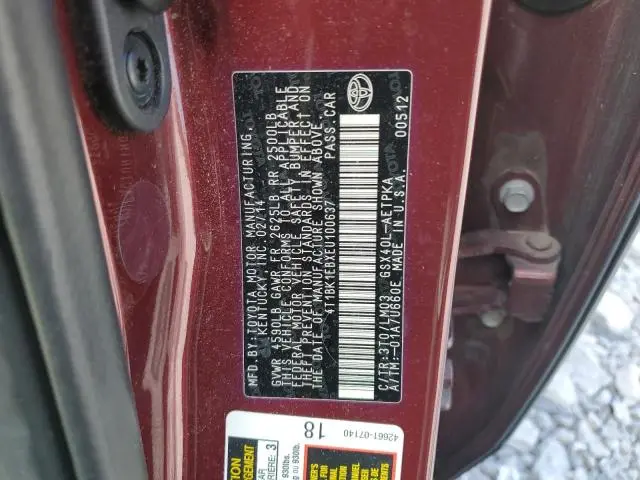 MFD. BY: TOYOTA MOTOR MANUFACTURING,
KENTUCKY, INC. 02/14
GVWR 4590LB GAWR FR 2625LB RR 2500LB
THIS VEHICLE CONFORMS TO ALL APPLICABLE
FEDERAL MOTOR VEHICLE SAFETY, BUMPER, AND
THEFT PREVENTION STANDARDS IN EFFECT ON
THE DATE OF MANUFACTURE SHOWN ABOVE.
4T1BK1EBXEU100637 PASS. CAR
00512
C/TR:3T0/LM03 GSX40L-AETPKA
A/TM:-01A/U660E MADE IN U.S.A.
42661-07140
18
3
930lbs.